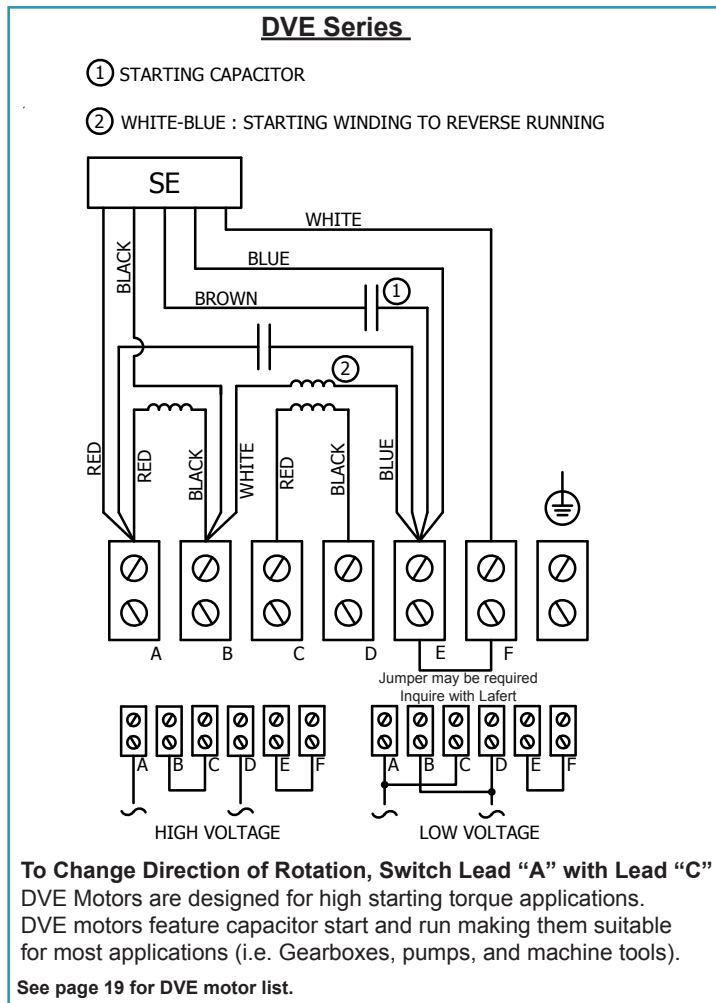 DVE Series
1 STARTING CAPACITOR
2 WHITE-BLUE : STARTING WINDING TO REVERSE RUNNING
SE
WHITE
BLACK
BLUE
BROWN
1
2
RED
RED
BLACK
WHITE
RED
BLACK
BLUE
A B C D E F
Jumper may be required
Inquire with Lafert
A B C D E F
A B C D E F
HIGH VOLTAGE
LOW VOLTAGE
To Change Direction of Rotation, Switch Lead “A” with Lead “C”
DVE Motors are designed for high starting torque applications.
DVE motors feature capacitor start and run making them suitable
for most applications (i.e. Gearboxes, pumps, and machine tools).
See page 19 for DVE motor list.